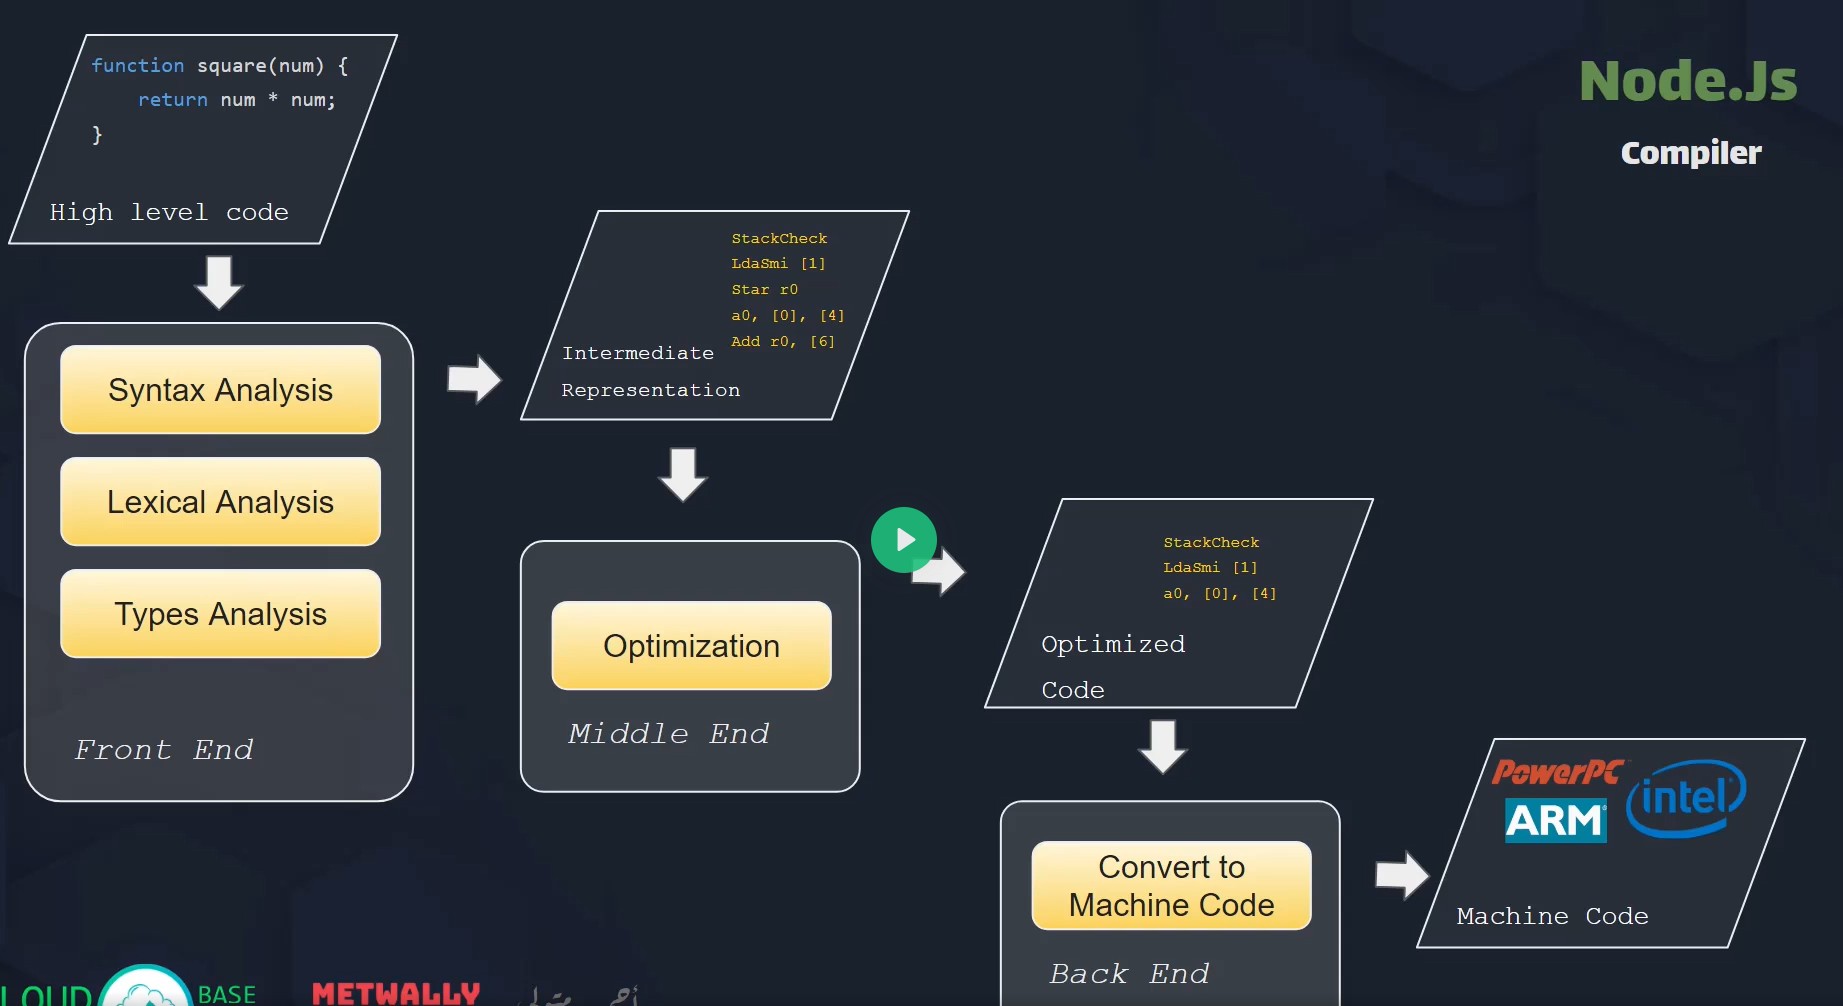 function square(num) {
return num * num;
}
High level code
Node.Js
Compiler
Syntax Analysis
Lexical Analysis
Types Analysis
Front End
StackCheck
LdaSmi [1]
Star r0
a0, [0], [4]
Add r0, [6]
Intermediate
Representation
Optimization
Middle End
StackCheck
LdaSmi [1]
a0, [0], [4]
Optimized
Code
Convert to
Machine Code
Back End
PowerPC
ARM
intel
Machine Code
LOUD BASE
METWALLY